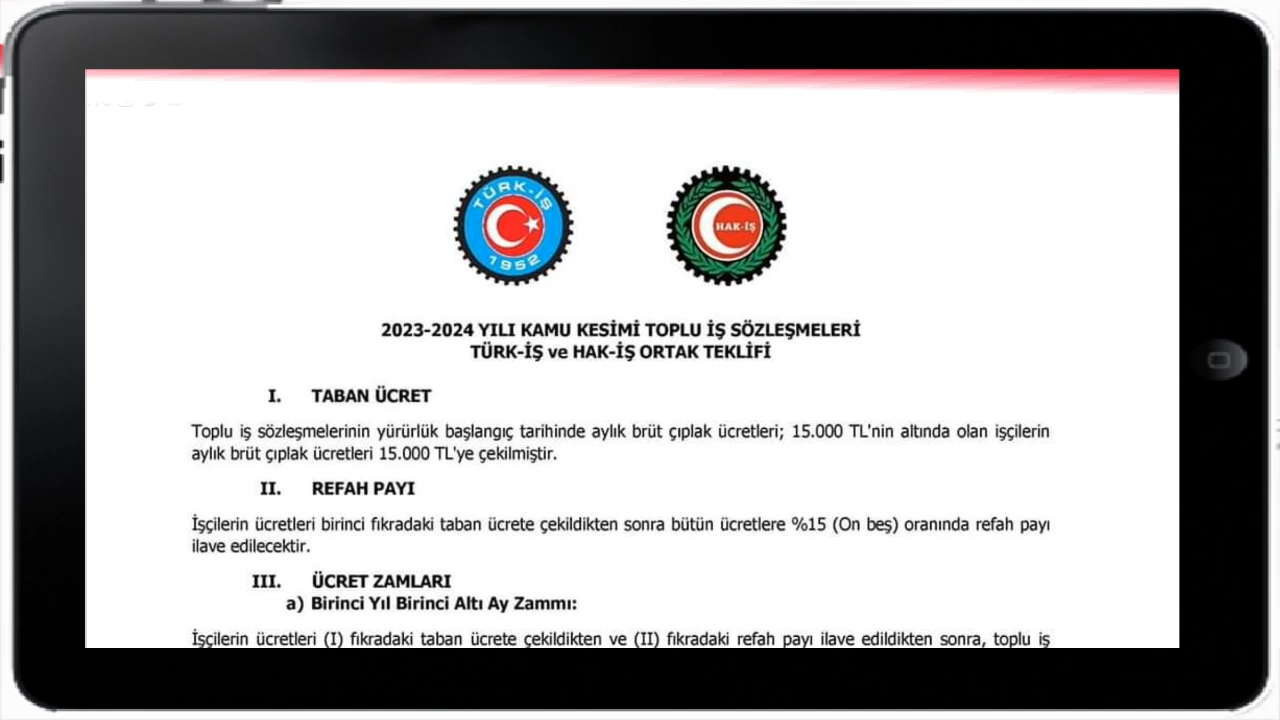 TÜRK-İŞ
1952
HAK-İŞ
2023-2024 YILI KAMU KESİMİ TOPLU İŞ SÖZLEŞMELERİ
TÜRK-İŞ ve HAK-İŞ ORTAK TEKLİFİ
I. TABAN ÜCRET
Toplu iş sözleşmelerinin yürürlük başlangıç tarihinde aylık brüt çıplak ücretleri; 15.000 TL'nin altında olan işçilerin
aylık brüt çıplak ücretleri 15.000 TL'ye çekilmiştir.
II. REFAH PAYI
İşçilerin ücretleri birinci fıkradaki taban ücrete çekildikten sonra bütün ücretlere %15 (On beş) oranında refah payı
ilave edilecektir.
III. ÜCRET ZAMLARI
a) Birinci Yıl Birinci Altı Ay Zammı:
İşçilerin ücretleri (I) fıkradaki taban ücrete çekildikten ve (II) fıkradaki refah payı ilave edildikten sonra, toplu iş